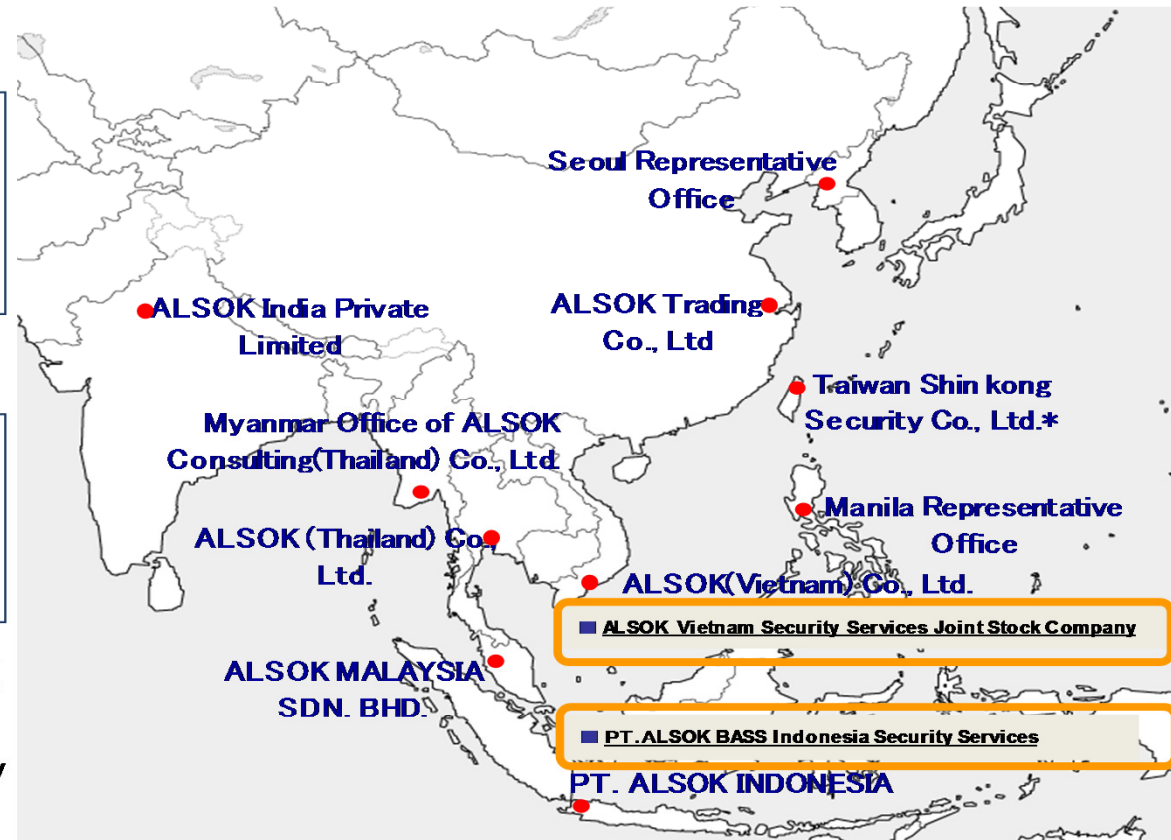 Seoul Representative
Office
ALSOK India Private
Limited
ALSOK Trading
Co., Ltd
Taiwan Shin kong
Security Co., Ltd.*
Myanmar Office of ALSOK
Consulting(Thailand) Co., Ltd.
Manila Representative
Office
ALSOK (Thailand) Co.,
Ltd.
ALSOK(Vietnam) Co., Ltd.
ALSOK Vietnam Security Services Joint Stock Company
ALSOK MALAYSIA
SDN. BHD.
PT.ALSOK BASS Indonesia Security Services
PT. ALSOK INDONESIA